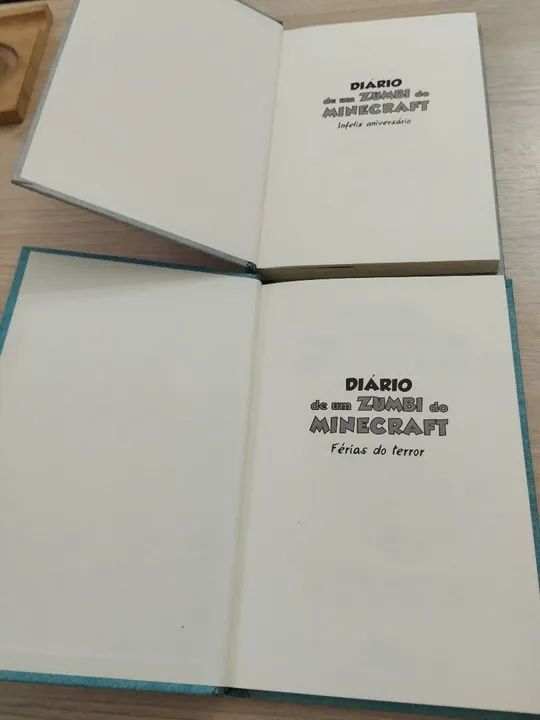 DIÁRIO
de um ZUMBI do
MINECRAFT
Infeliz aniversário
DIÁRIO
de um ZUMBI do
MINECRAFT
Férias do terror